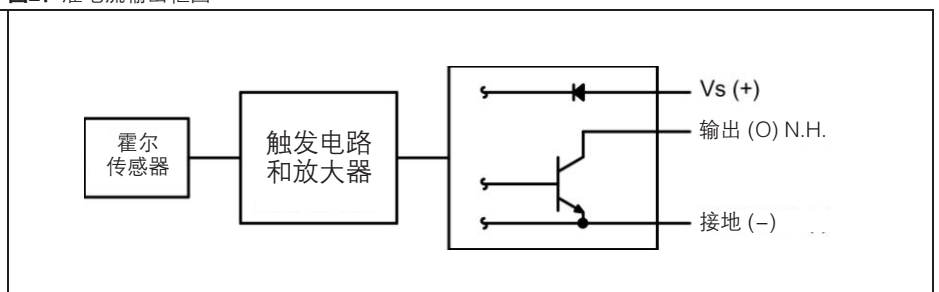 霍尔
传感器
触发电路
和放大器
Vs (+)
输出 (O) N.H.
接地 (−)